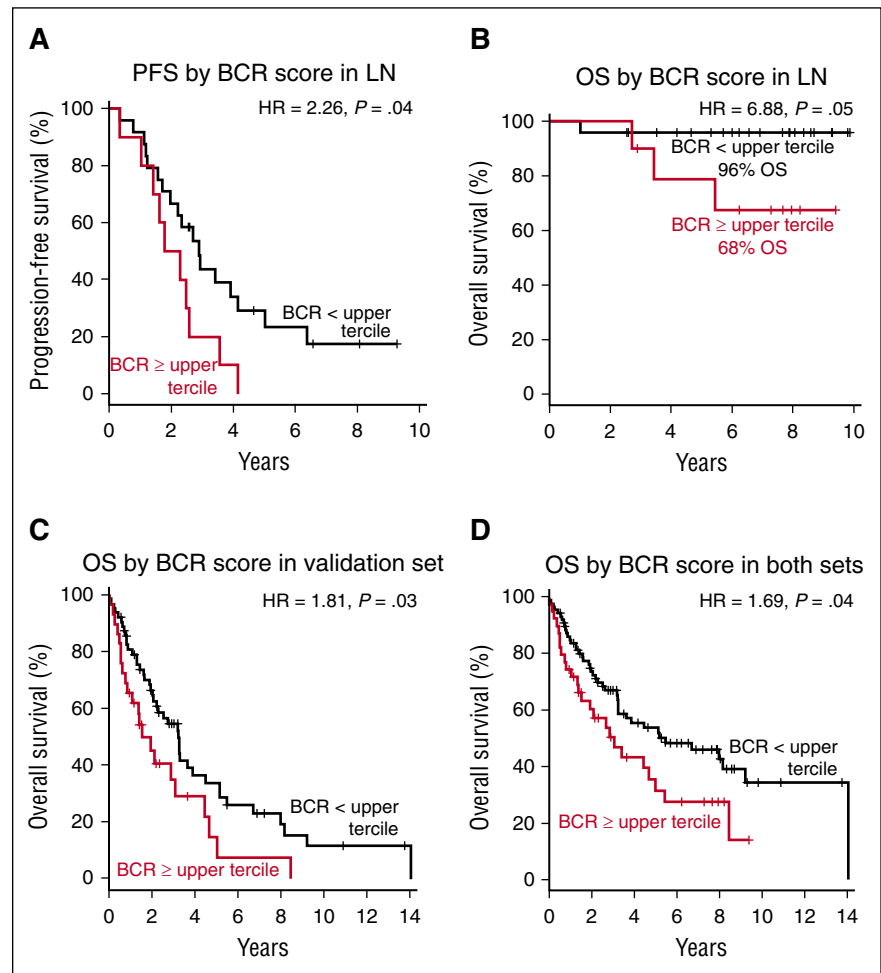 A
PFS by BCR score in LN
HR = 2.26, P = .04
Progression-free survival (%)
100
80
60
40
20
0
BCR < upper
tercile
BCR ≥ upper
tercile
0 2 4 6 8 10
Years
B
OS by BCR score in LN
HR = 6.88, P = .05
Overall survival (%)
100
80
60
40
20
0
BCR < upper tercile
96% OS
BCR ≥ upper tercile
68% OS
0 2 4 6 8 10
Years
C
OS by BCR score in validation set
HR = 1.81, P = .03
Overall survival (%)
100
80
60
40
20
0
BCR < upper
tercile
BCR ≥ upper tercile
0 2 4 6 8 10 12 14
Years
D
OS by BCR score in both sets
HR = 1.69, P = .04
Overall survival (%)
100
80
60
40
20
0
BCR < upper
tercile
BCR ≥ upper tercile
0 2 4 6 8 10 12 14
Years